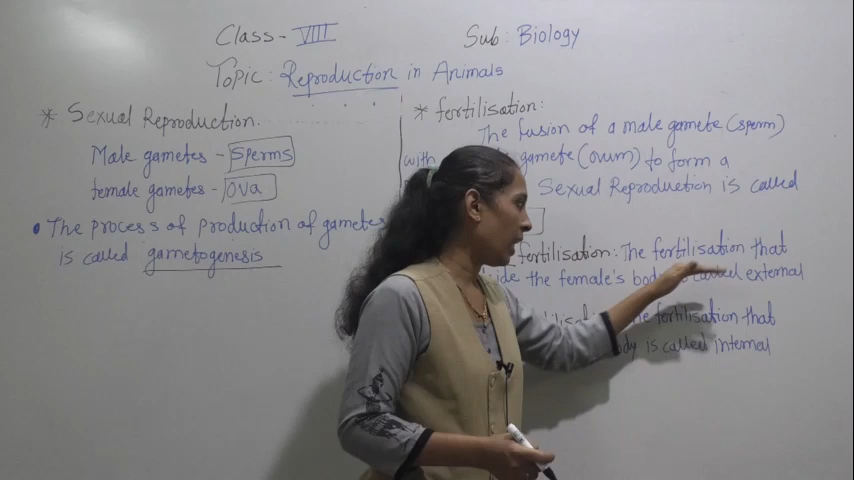 Class - VIII
Sub: Biology
Topic: Reproduction in Animals
* Sexual Reproduction.
Male gametes - Sperms
female gametes - Ova
• The process of production of gametes
is called gametogenesis
* fertilisation:
The fusion of a male gamete (sperm)
with gamete (ovum) to form a
Sexual Reproduction is called
fertilisation: The fertilisation that
the female's body called external
fertilisation that
is called internal